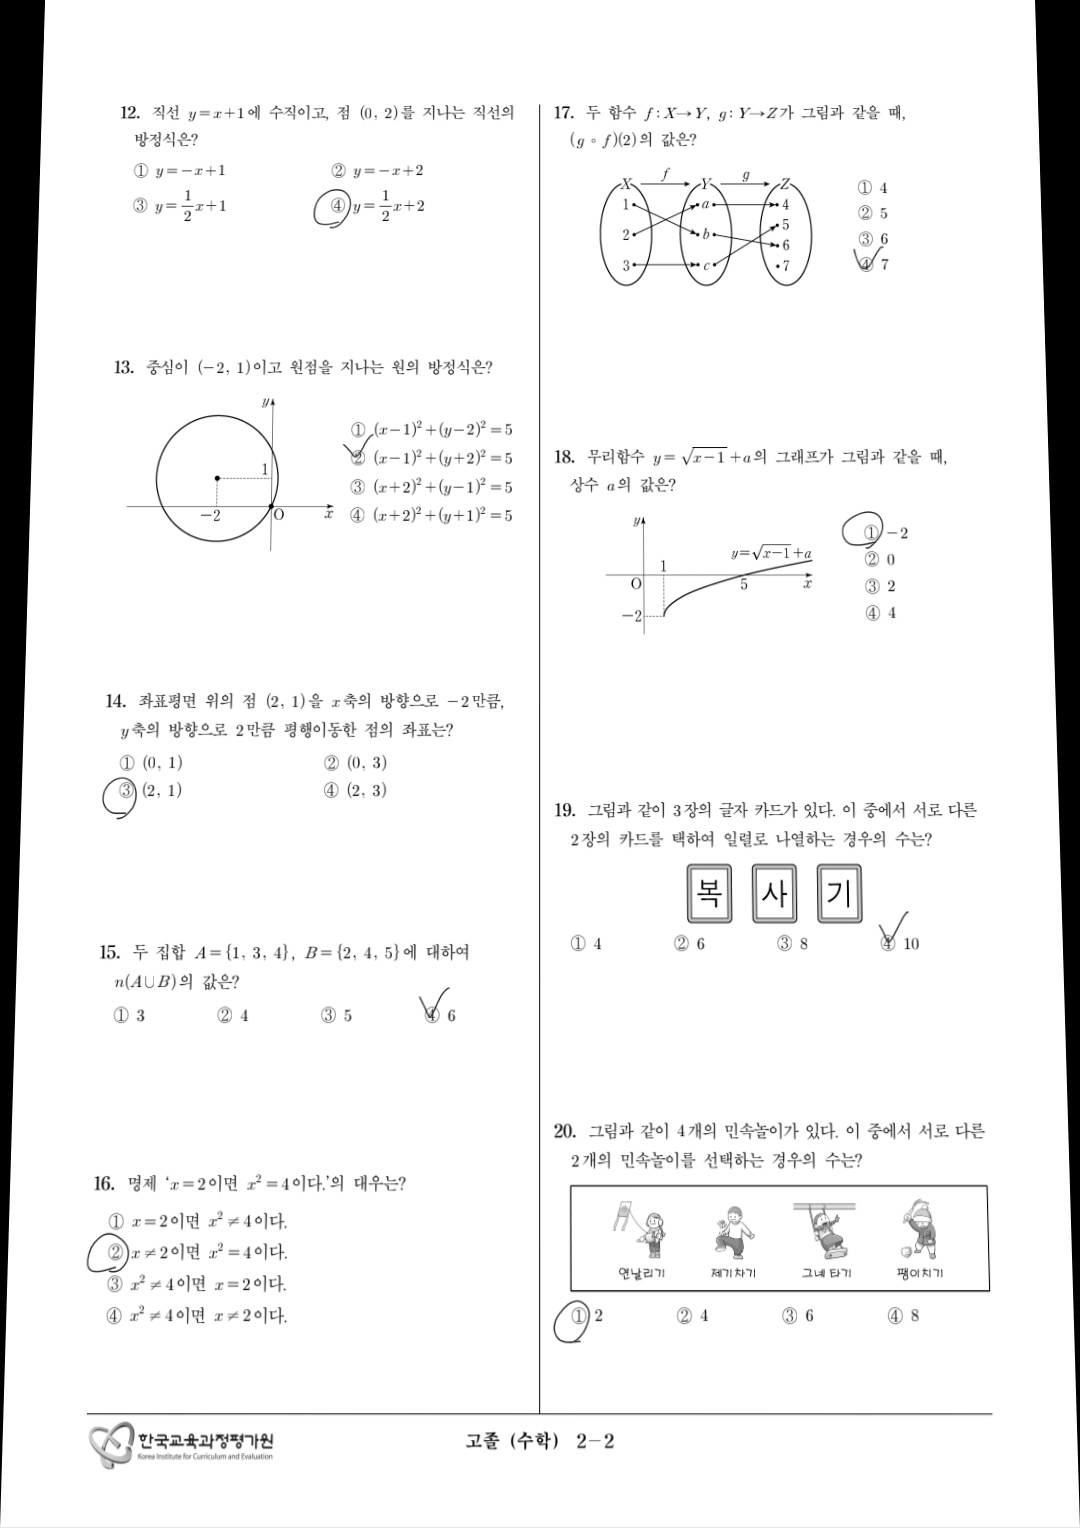 12. 직선 y=x+1에 수직이고, 점 (0, 2)를 지나는 직선의
방정식은?
① y=-x+1 ② y=-x+2
③ y=1/2x+1 ④ y=1/2x+2
13. 중심이 (-2, 1)이고 원점을 지나는 원의 방정식은?
y
1
-2
O
x
① (x-1)²+(y-2)²=5
② (x-1)²+(y+2)²=5
③ (x+2)²+(y-1)²=5
④ (x+2)²+(y+1)²=5
14. 좌표평면 위의 점 (2, 1)을 x축의 방향으로 -2만큼,
y축의 방향으로 2만큼 평행이동한 점의 좌표는?
① (0, 1) ② (0, 3)
③ (2, 1) ④ (2, 3)
15. 두 집합 A={1, 3, 4}, B={2, 4, 5}에 대하여
n(A∪B)의 값은?
① 3 ② 4 ③ 5 ④ 6
16. 명제 ‘x=2이면 x²=4이다.’의 대우는?
① x=2이면 x²≠4이다.
② x≠2이면 x²=4이다.
③ x²≠4이면 x=2이다.
④ x²≠4이면 x≠2이다.
17. 두 함수 f:X→Y, g:Y→Z가 그림과 같을 때,
(g∘f)(2)의 값은?
X f Y g Z
1 a 4
5
2 b 6
3 c 7
① 4
② 5
③ 6
④ 7
18. 무리함수 y=√(x-1)+a의 그래프가 그림과 같을 때,
상수 a의 값은?
y
y=√(x-1)+a
1
O
5
x
-2
① -2
② 0
③ 2
④ 4
19. 그림과 같이 3장의 글자 카드가 있다. 이 중에서 서로 다른
2장의 카드를 택하여 일렬로 나열하는 경우의 수는?
복 사 기
① 4 ② 6 ③ 8 ④ 10
20. 그림과 같이 4개의 민속놀이가 있다. 이 중에서 서로 다른
2개의 민속놀이를 선택하는 경우의 수는?
연날리기 제기차기 그네 타기 팽이치기
① 2 ② 4 ③ 6 ④ 8
한국교육과정평가원
Korea Institute for Curriculum and Evaluation
고졸 (수학) 2-2